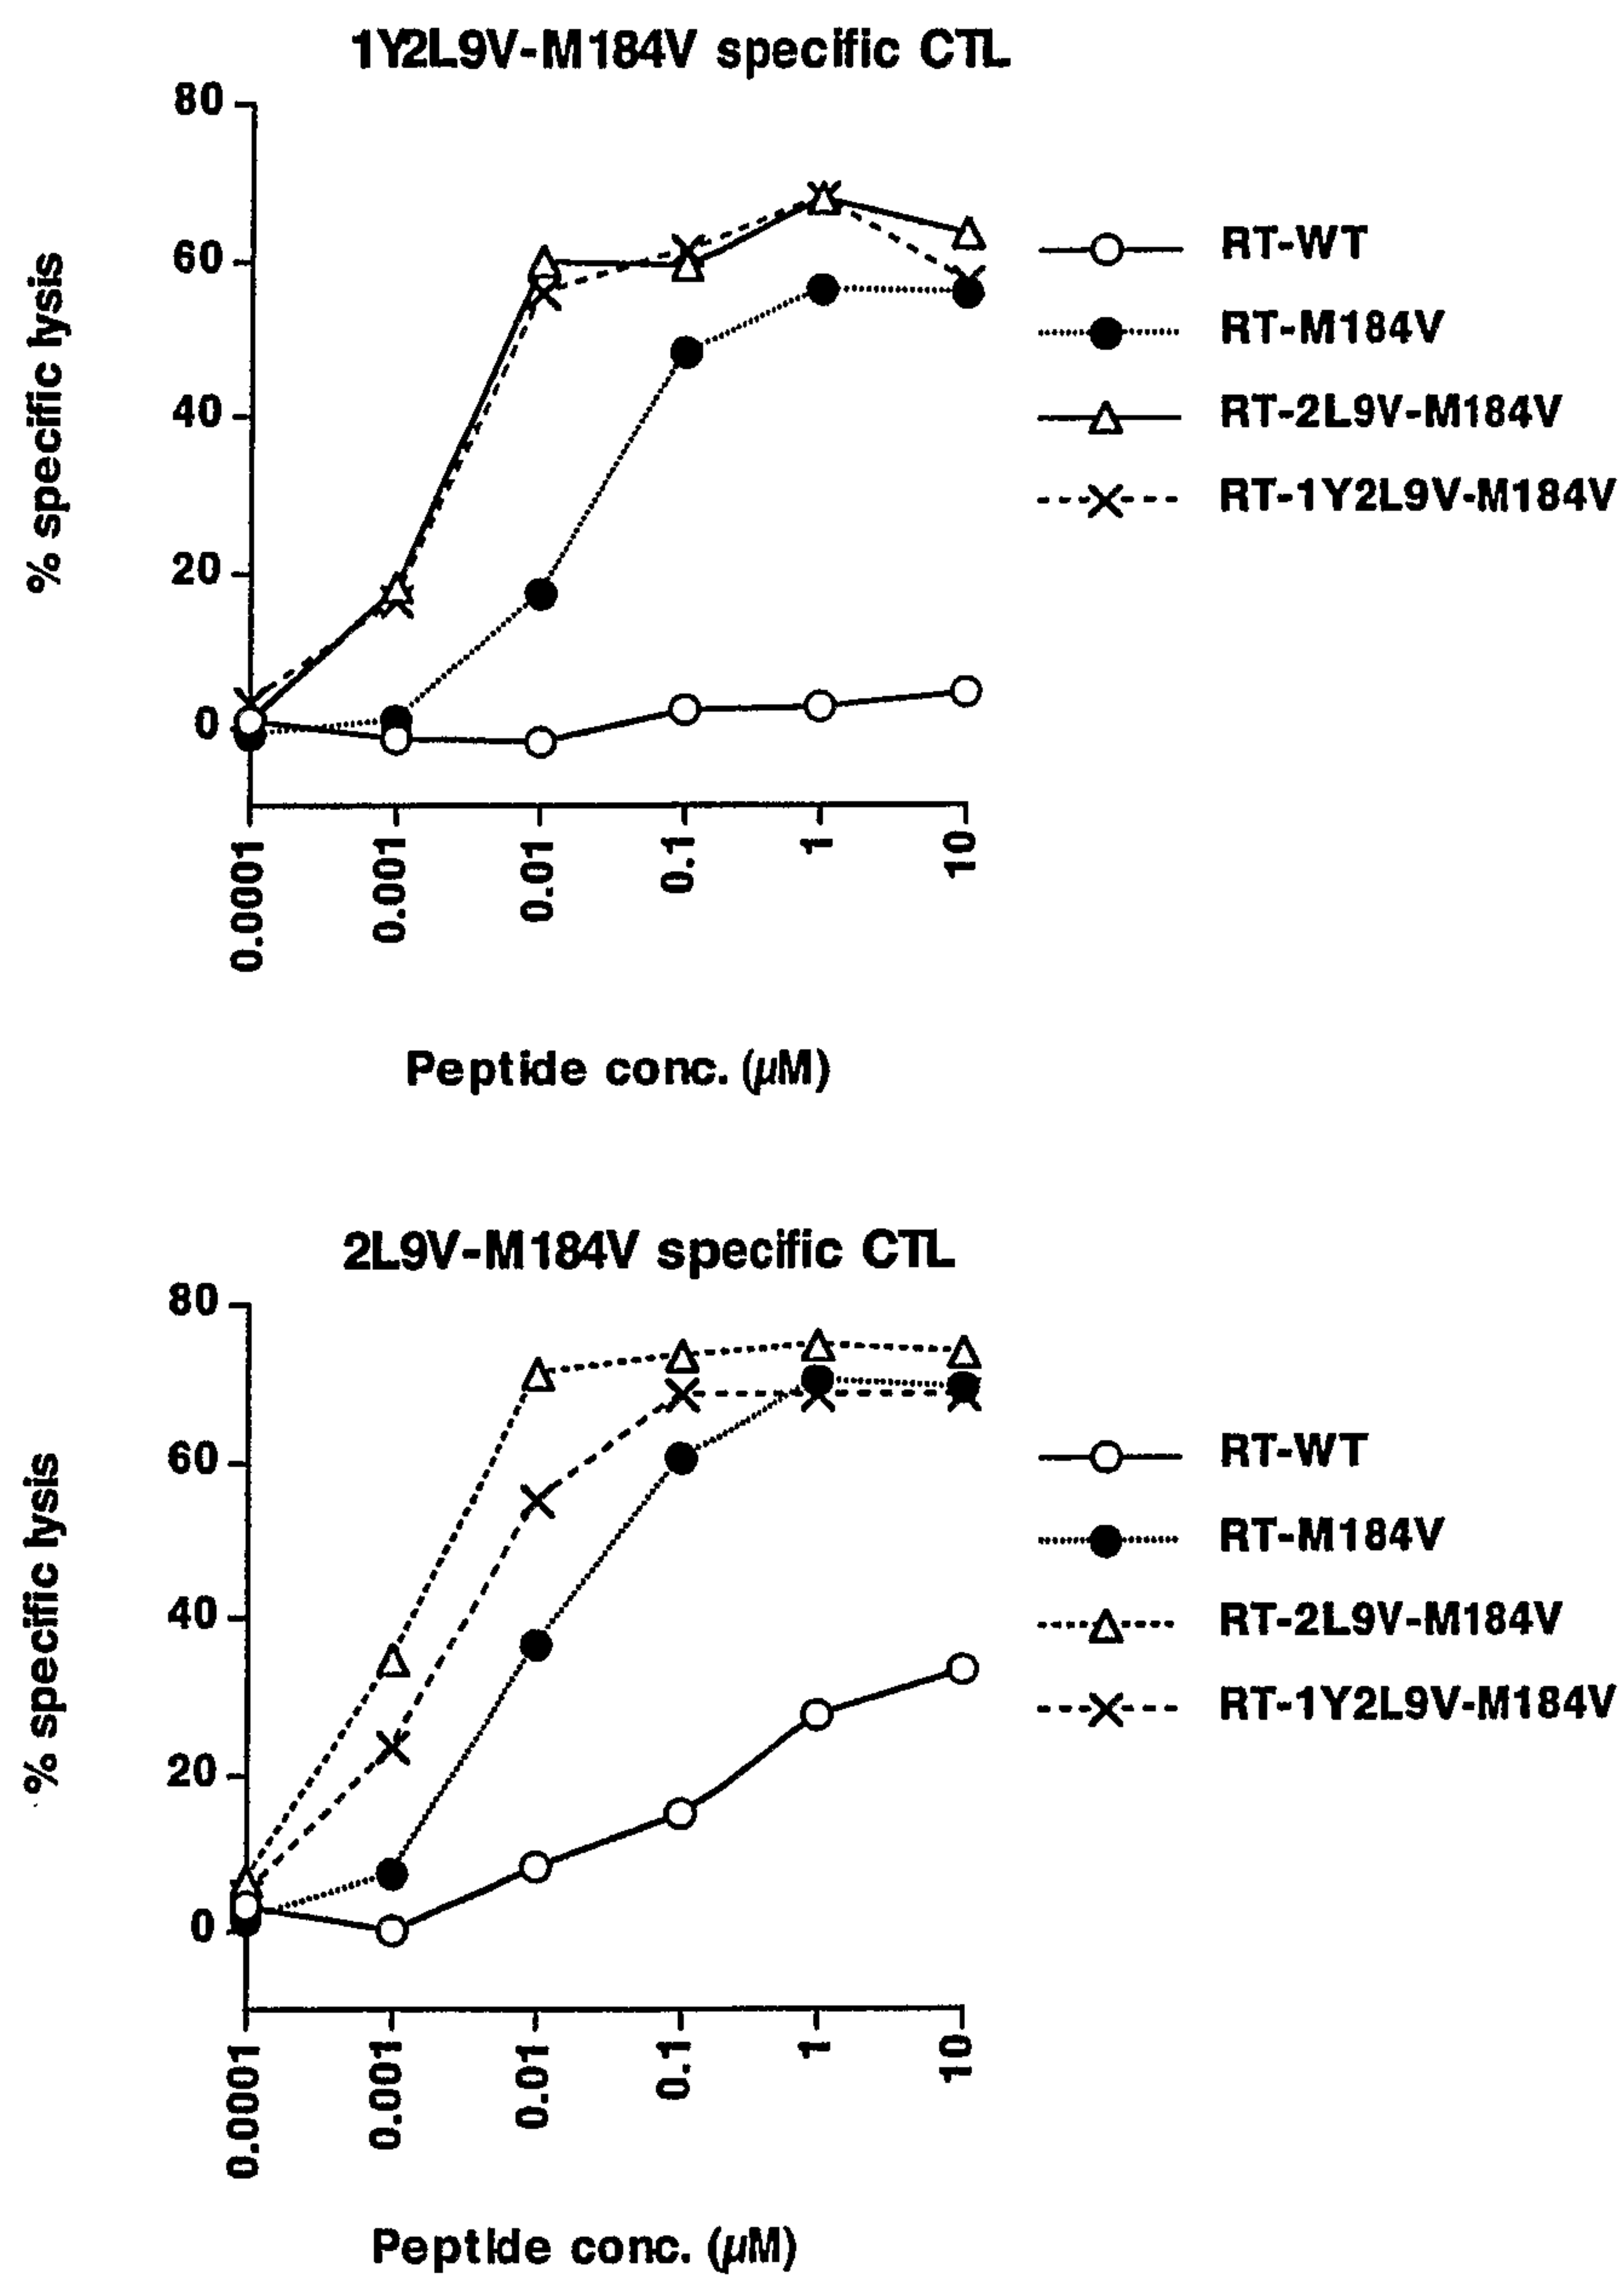 1Y2L9V-M184V specific CTL
80
60
40
20
0
% specific lysis
0.0001
0.001
0.01
0.1
1
10
Peptide conc. (µM)
RT-WT
RT-M184V
RT-2L9V-M184V
RT-1Y2L9V-M184V
2L9V-M184V specific CTL
80
60
40
20
0
% specific lysis
0.0001
0.001
0.01
0.1
1
10
Peptide conc. (µM)
RT-WT
RT-M184V
RT-2L9V-M184V
RT-1Y2L9V-M184V